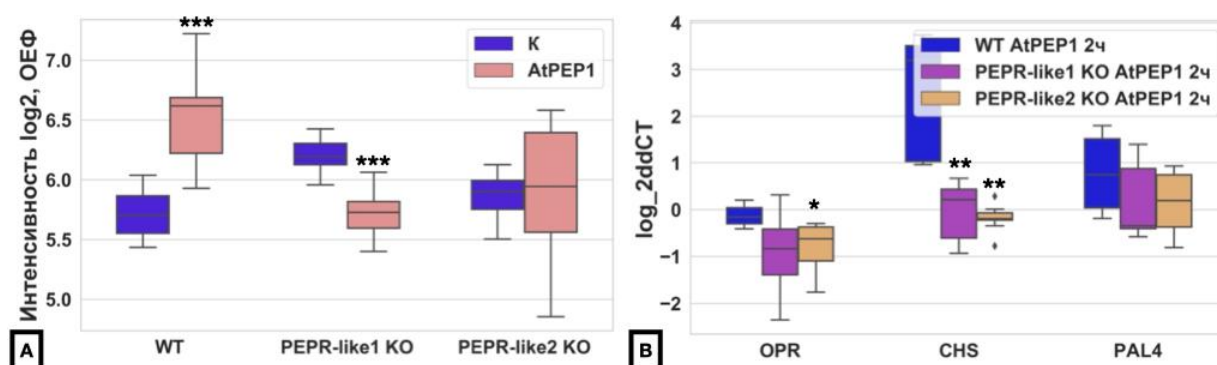 Интенсивность log2, ОЕФ
7.0
6.5
6.0
5.5
5.0
***
***
К
AtPEP1
WT
PEPR-like1 KO
PEPR-like2 KO
A
log_2ddCT
4
3
2
1
0
−1
−2
WT AtPEP1 2ч
PEPR-like1 KO AtPEP1 2ч
PEPR-like2 KO AtPEP1 2ч
*
**
**
OPR
CHS
PAL4
B